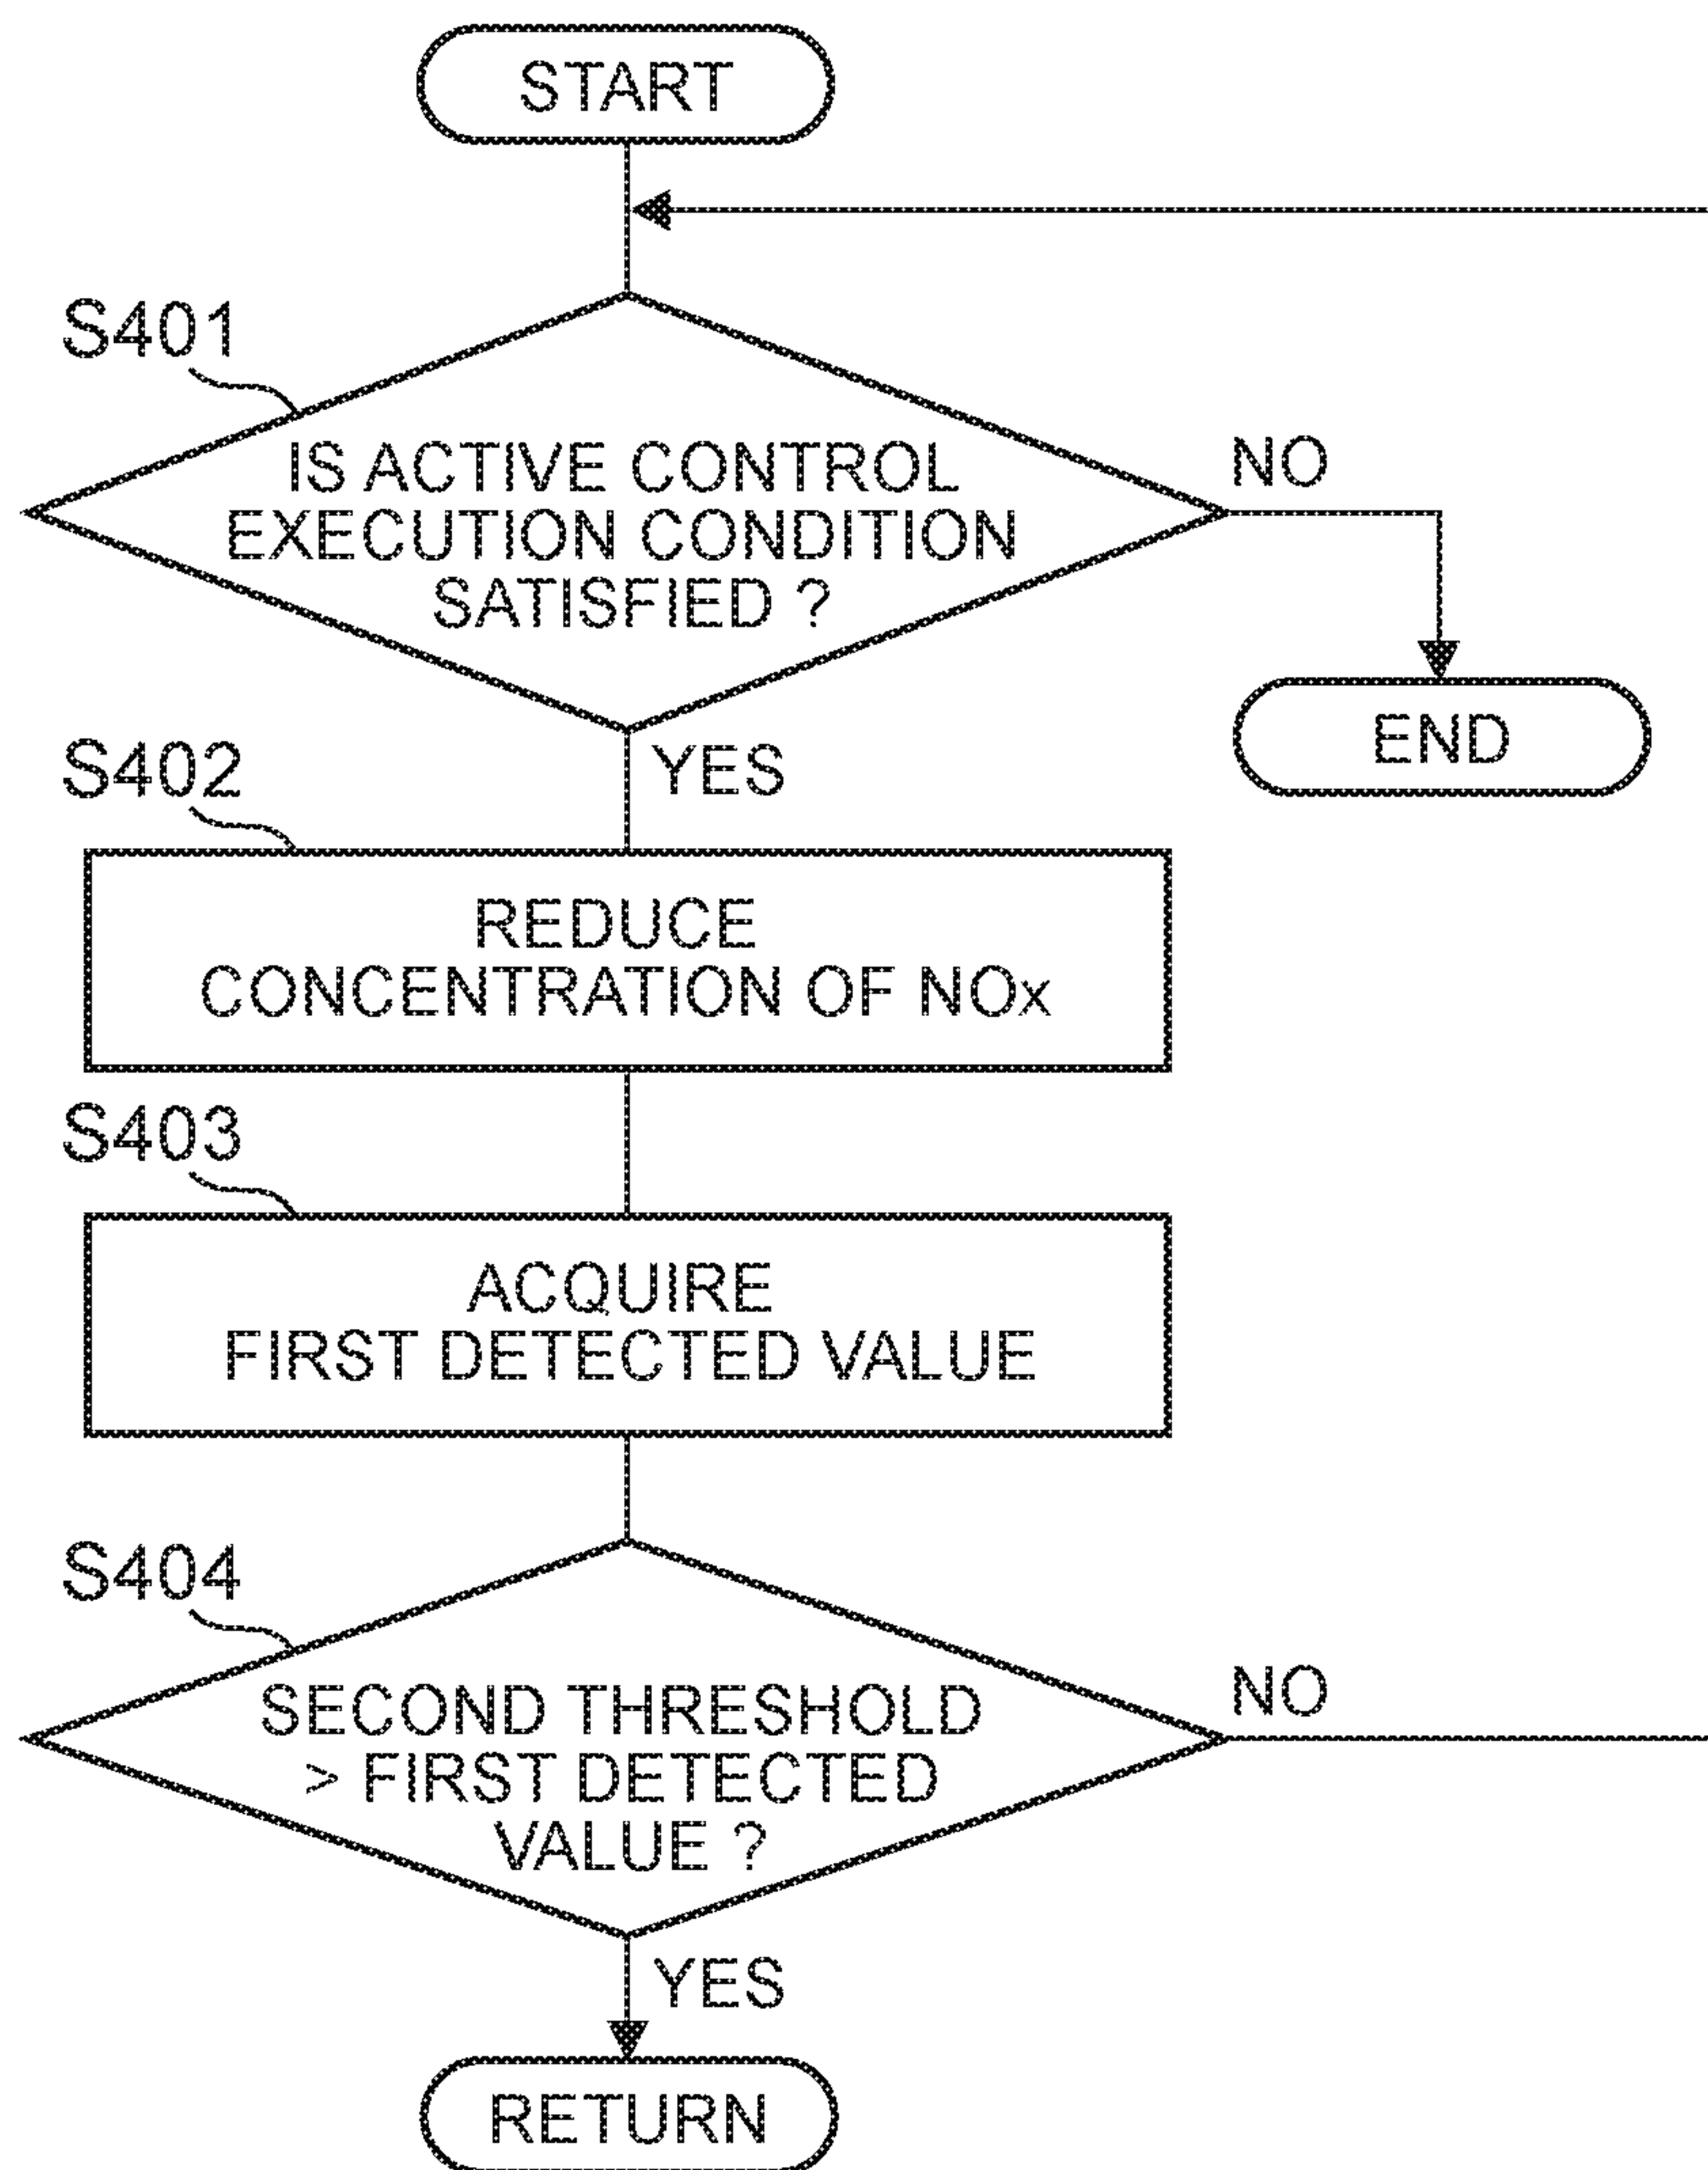 START
S401
IS ACTIVE CONTROL
EXECUTION CONDITION
SATISFIED ?
NO
END
YES
S402
REDUCE
CONCENTRATION OF NOx
S403
ACQUIRE
FIRST DETECTED VALUE
S404
SECOND THRESHOLD
> FIRST DETECTED
VALUE ?
NO
YES
RETURN